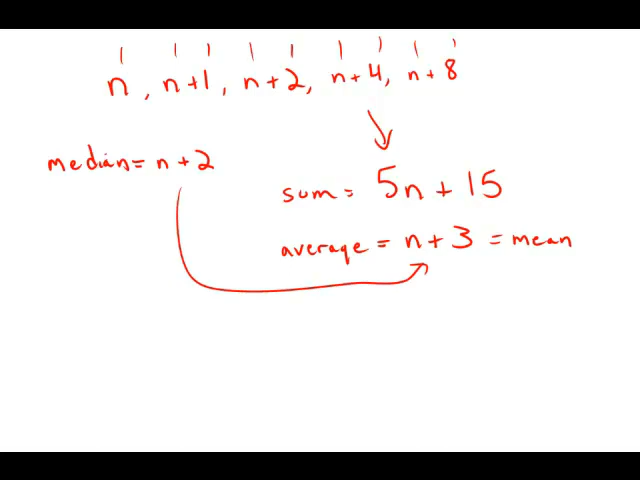 n, n+1, n+2, n+4, n+8
median= n+2
sum= 5n+15
average = n+3 = mean